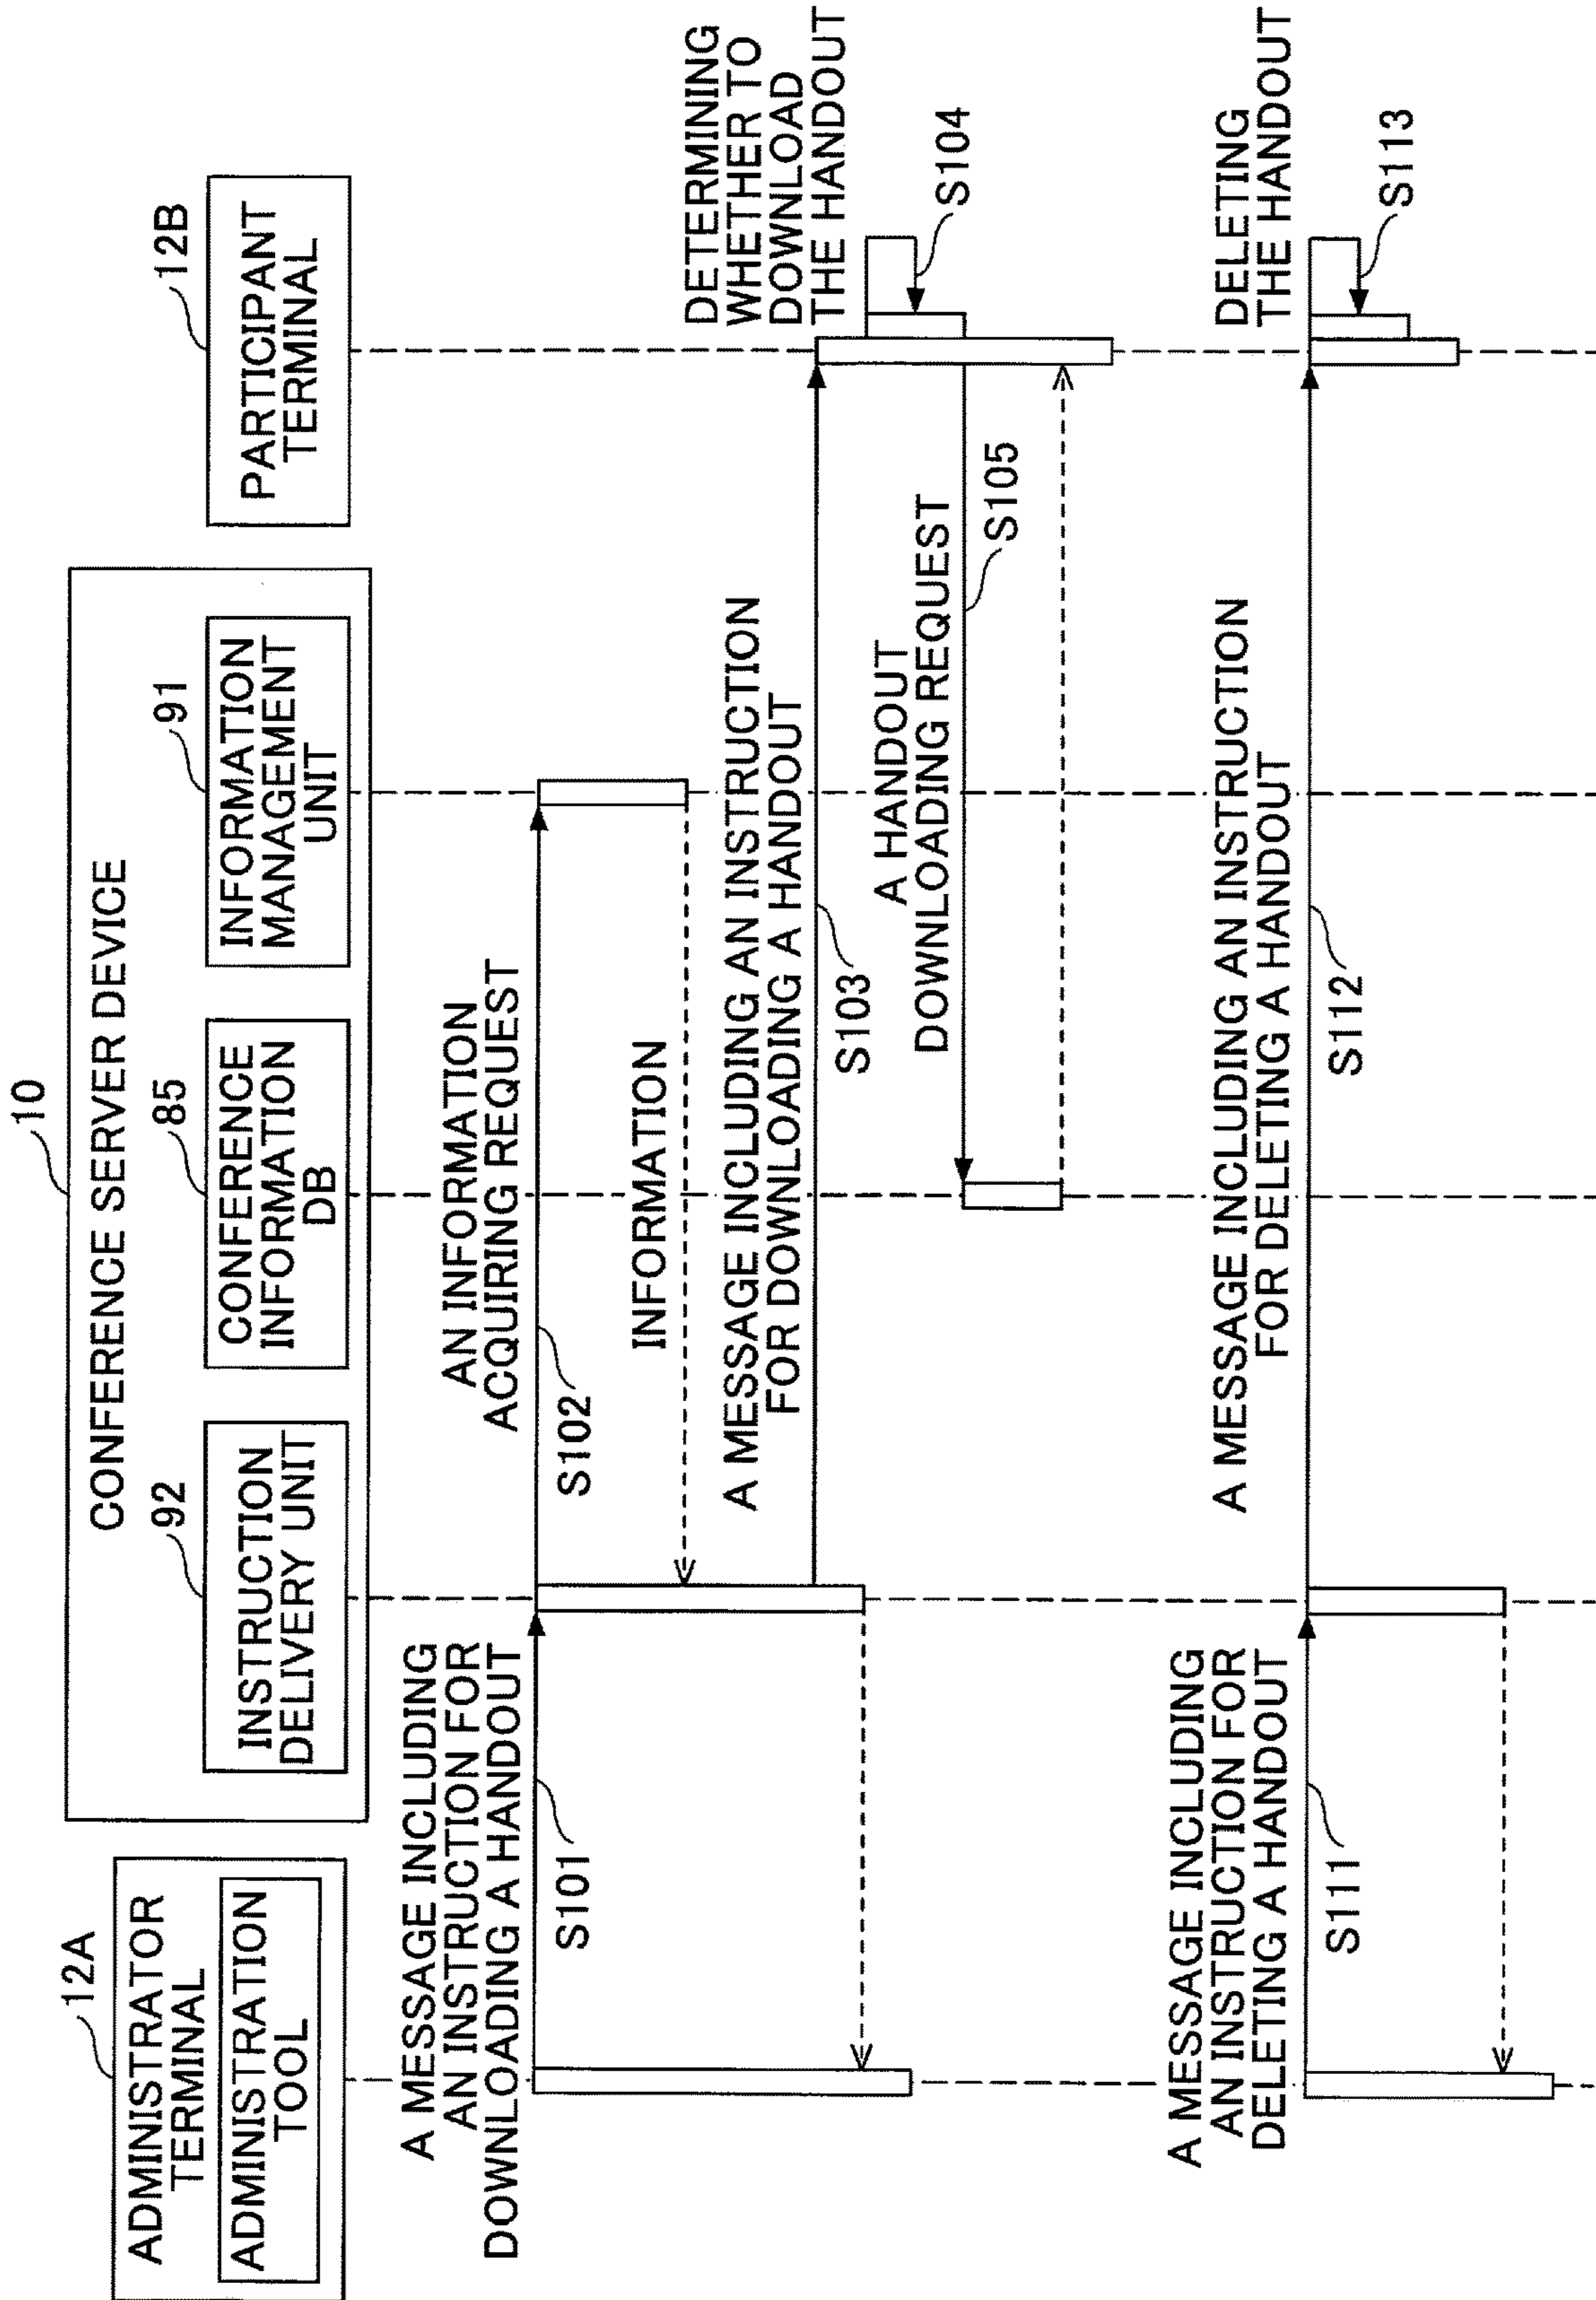 12A
ADMINISTRATOR
TERMINAL
ADMINISTRATION
TOOL
10
CONFERENCE SERVER DEVICE
92
INSTRUCTION
DELIVERY UNIT
85
CONFERENCE
INFORMATION
DB
91
INFORMATION
MANAGEMENT
UNIT
12B
PARTICIPANT
TERMINAL
A MESSAGE INCLUDING
AN INSTRUCTION FOR
DOWNLOADING A HANDOUT
S101
AN INFORMATION
ACQUIRING REQUEST
S102
INFORMATION
A MESSAGE INCLUDING AN INSTRUCTION
FOR DOWNLOADING A HANDOUT
S103
DETERMINING
WHETHER TO
DOWNLOAD
THE HANDOUT
S104
A HANDOUT
DOWNLOADING REQUEST
S105
A MESSAGE INCLUDING
AN INSTRUCTION FOR
DELETING A HANDOUT
S111
A MESSAGE INCLUDING AN INSTRUCTION
FOR DELETING A HANDOUT
S112
DELETING
THE HANDOUT
S113